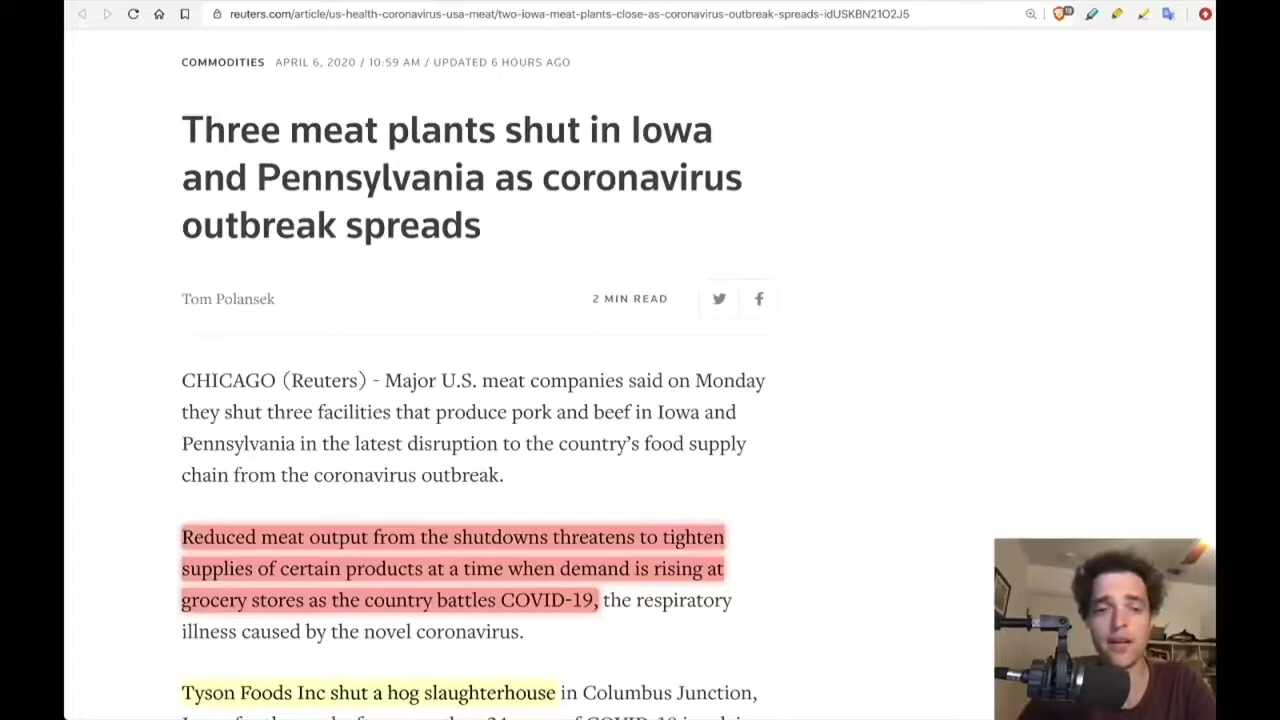 reuters.com/article/us-health-coronavirus-usa-meat/two-iowa-meat-plants-close-as-coronavirus-outbreak-spreads-idUSKBN21O2J5
COMMODITIES APRIL 6, 2020 / 10:59 AM / UPDATED 6 HOURS AGO
Three meat plants shut in Iowa
and Pennsylvania as coronavirus
outbreak spreads
Tom Polansek
2 MIN READ
CHICAGO (Reuters) - Major U.S. meat companies said on Monday
they shut three facilities that produce pork and beef in Iowa and
Pennsylvania in the latest disruption to the country’s food supply
chain from the coronavirus outbreak.
Reduced meat output from the shutdowns threatens to tighten
supplies of certain products at a time when demand is rising at
grocery stores as the country battles COVID-19, the respiratory
illness caused by the novel coronavirus.
Tyson Foods Inc shut a hog slaughterhouse in Columbus Junction,